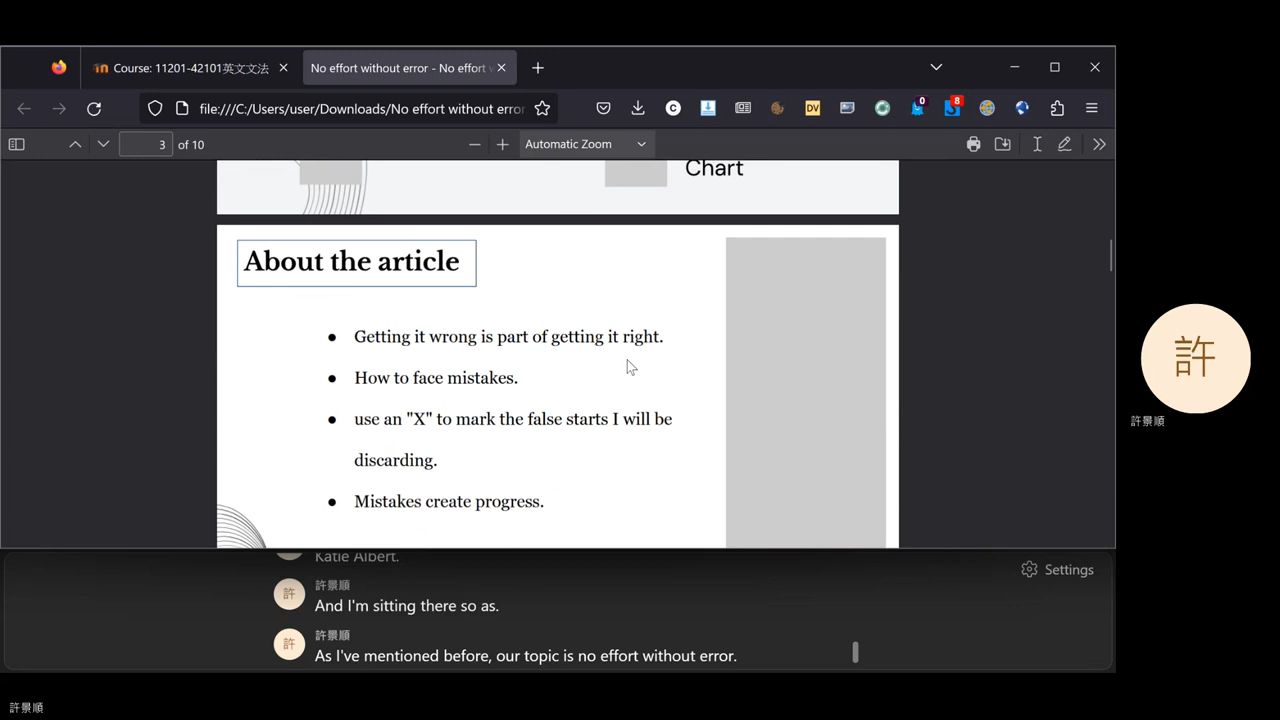 Course: 11201-42101英文文法
No effort without error - No effort v
file:///C:/Users/user/Downloads/No effort without error
DV
0
8
3 of 10
Automatic Zoom
Chart
About the article
● Getting it wrong is part of getting it right.
● How to face mistakes.
● use an "X" to mark the false starts I will be
discarding.
● Mistakes create progress.
許
許景順
Katie Albert.
Settings
許
許景順
And I'm sitting there so as.
許
許景順
As I've mentioned before, our topic is no effort without error.
許景順